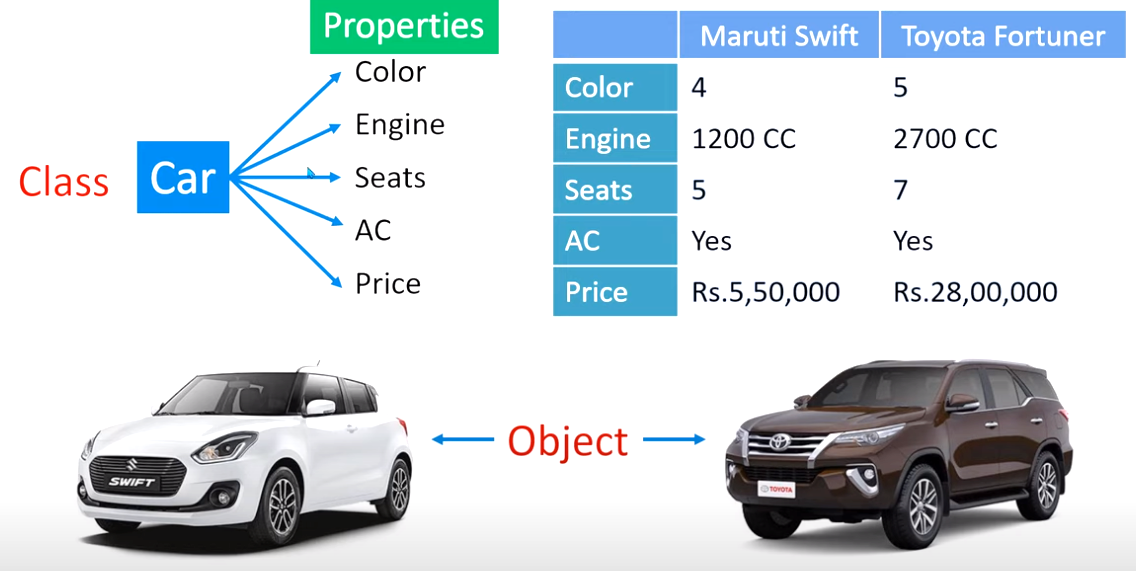 Properties
Color
Engine
Class
Car
Seats
AC
Price
Maruti Swift Toyota Fortuner
Color 4 5
Engine 1200 CC 2700 CC
Seats 5 7
AC Yes Yes
Price Rs.5,50,000 Rs.28,00,000
Object
SWIFT
TOYOTA